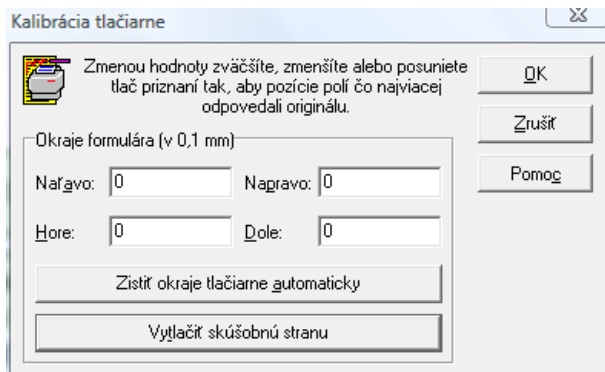 Kalibrácia tlačiarne
Zmenou hodnoty zväčšíte, zmenšíte alebo posuniete
tlač priznaní tak, aby pozície polí čo najviacej
odpovedali originálu.
OK
Zrušiť
Pomoc
Okraje formulára (v 0,1 mm)
Naľavo: 0 Napravo: 0
Hore: 0 Dole: 0
Zistiť okraje tlačiarne automaticky
Vytlačiť skúšobnú stranu